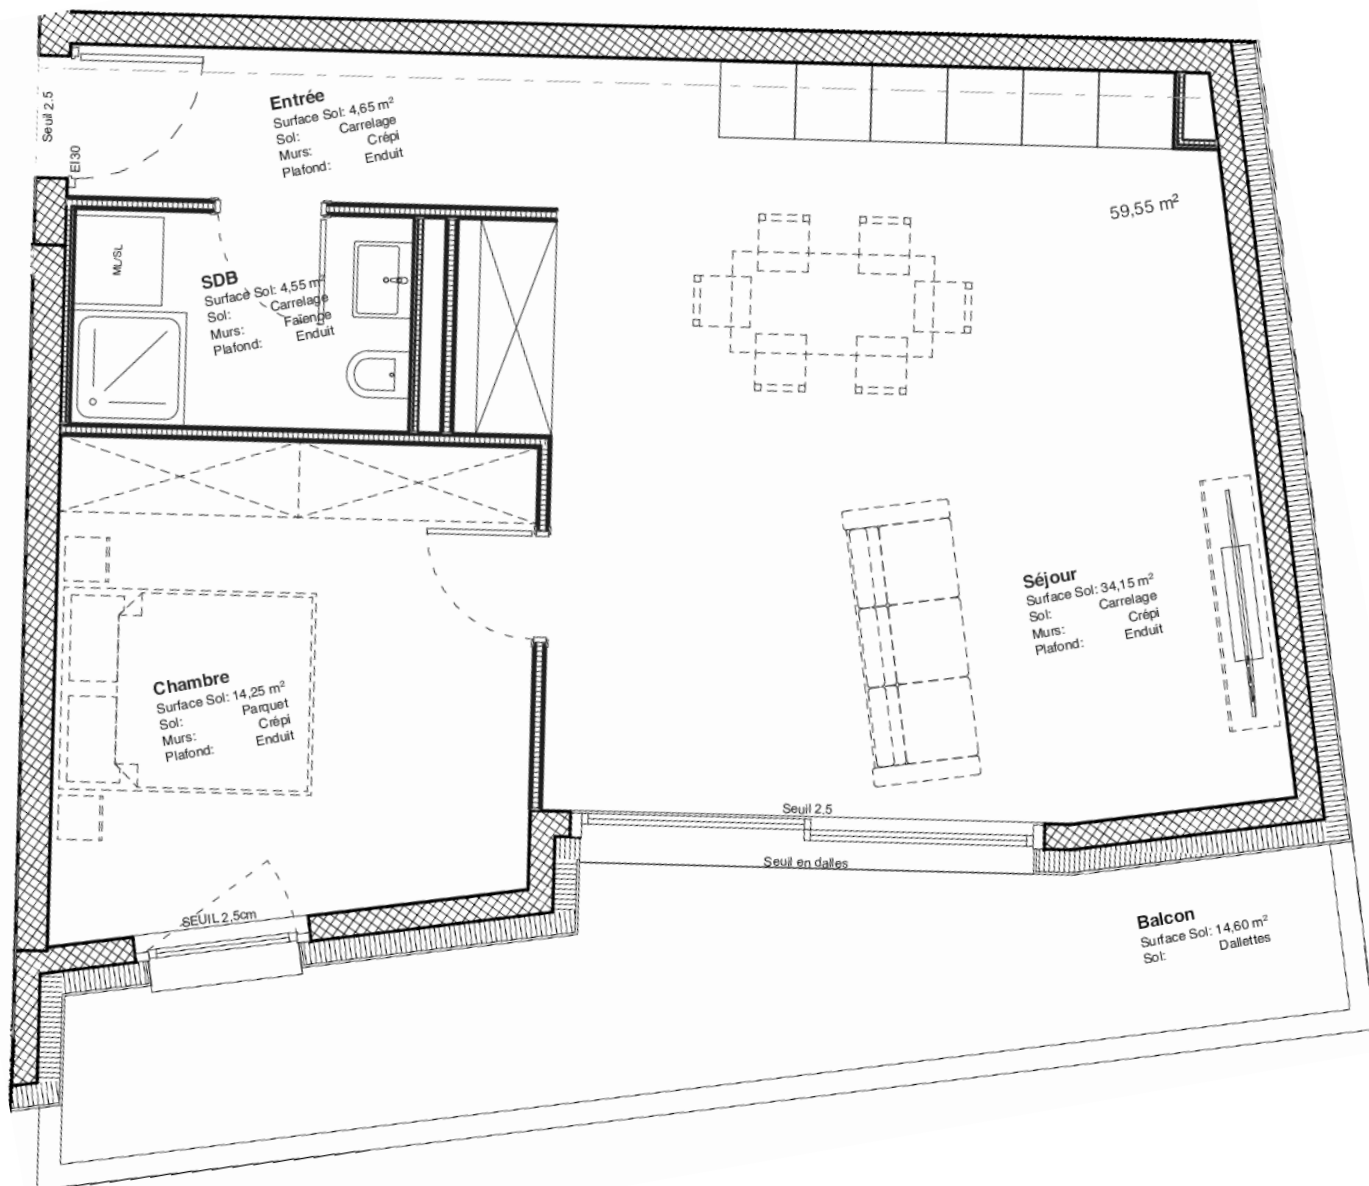 Entrée
Surface Sol: 4,65 m²
Sol: Carrelage
Murs: Crépi
Plafond: Enduit
Seuil 2.5
EI30
59,55 m²
ML/SL
SDB
Surface Sol: 4,55 m²
Sol: Carrelage
Murs: Faïence
Plafond: Enduit
Séjour
Surface Sol: 34,15 m²
Sol: Carrelage
Murs: Crépi
Plafond: Enduit
Chambre
Surface Sol: 14,25 m²
Sol: Parquet
Murs: Crépi
Plafond: Enduit
Seuil 2.5
Seuil en dalles
SEUIL 2,5cm
Balcon
Surface Sol: 14,60 m²
Sol: Dallettes